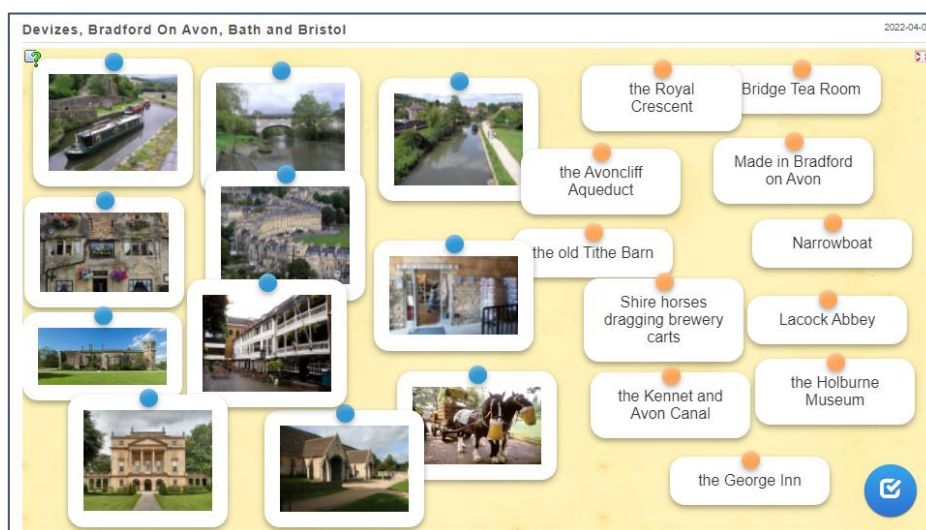 Devizes, Bradford On Avon, Bath and Bristol
2022-04-0
the Royal
Crescent
Bridge Tea Room
the Avoncliff
Aqueduct
Made in Bradford
on Avon
the old Tithe Barn
Narrowboat
Shire horses
dragging brewery
carts
Lacock Abbey
the Kennet and
Avon Canal
the Holburne
Museum
the George Inn